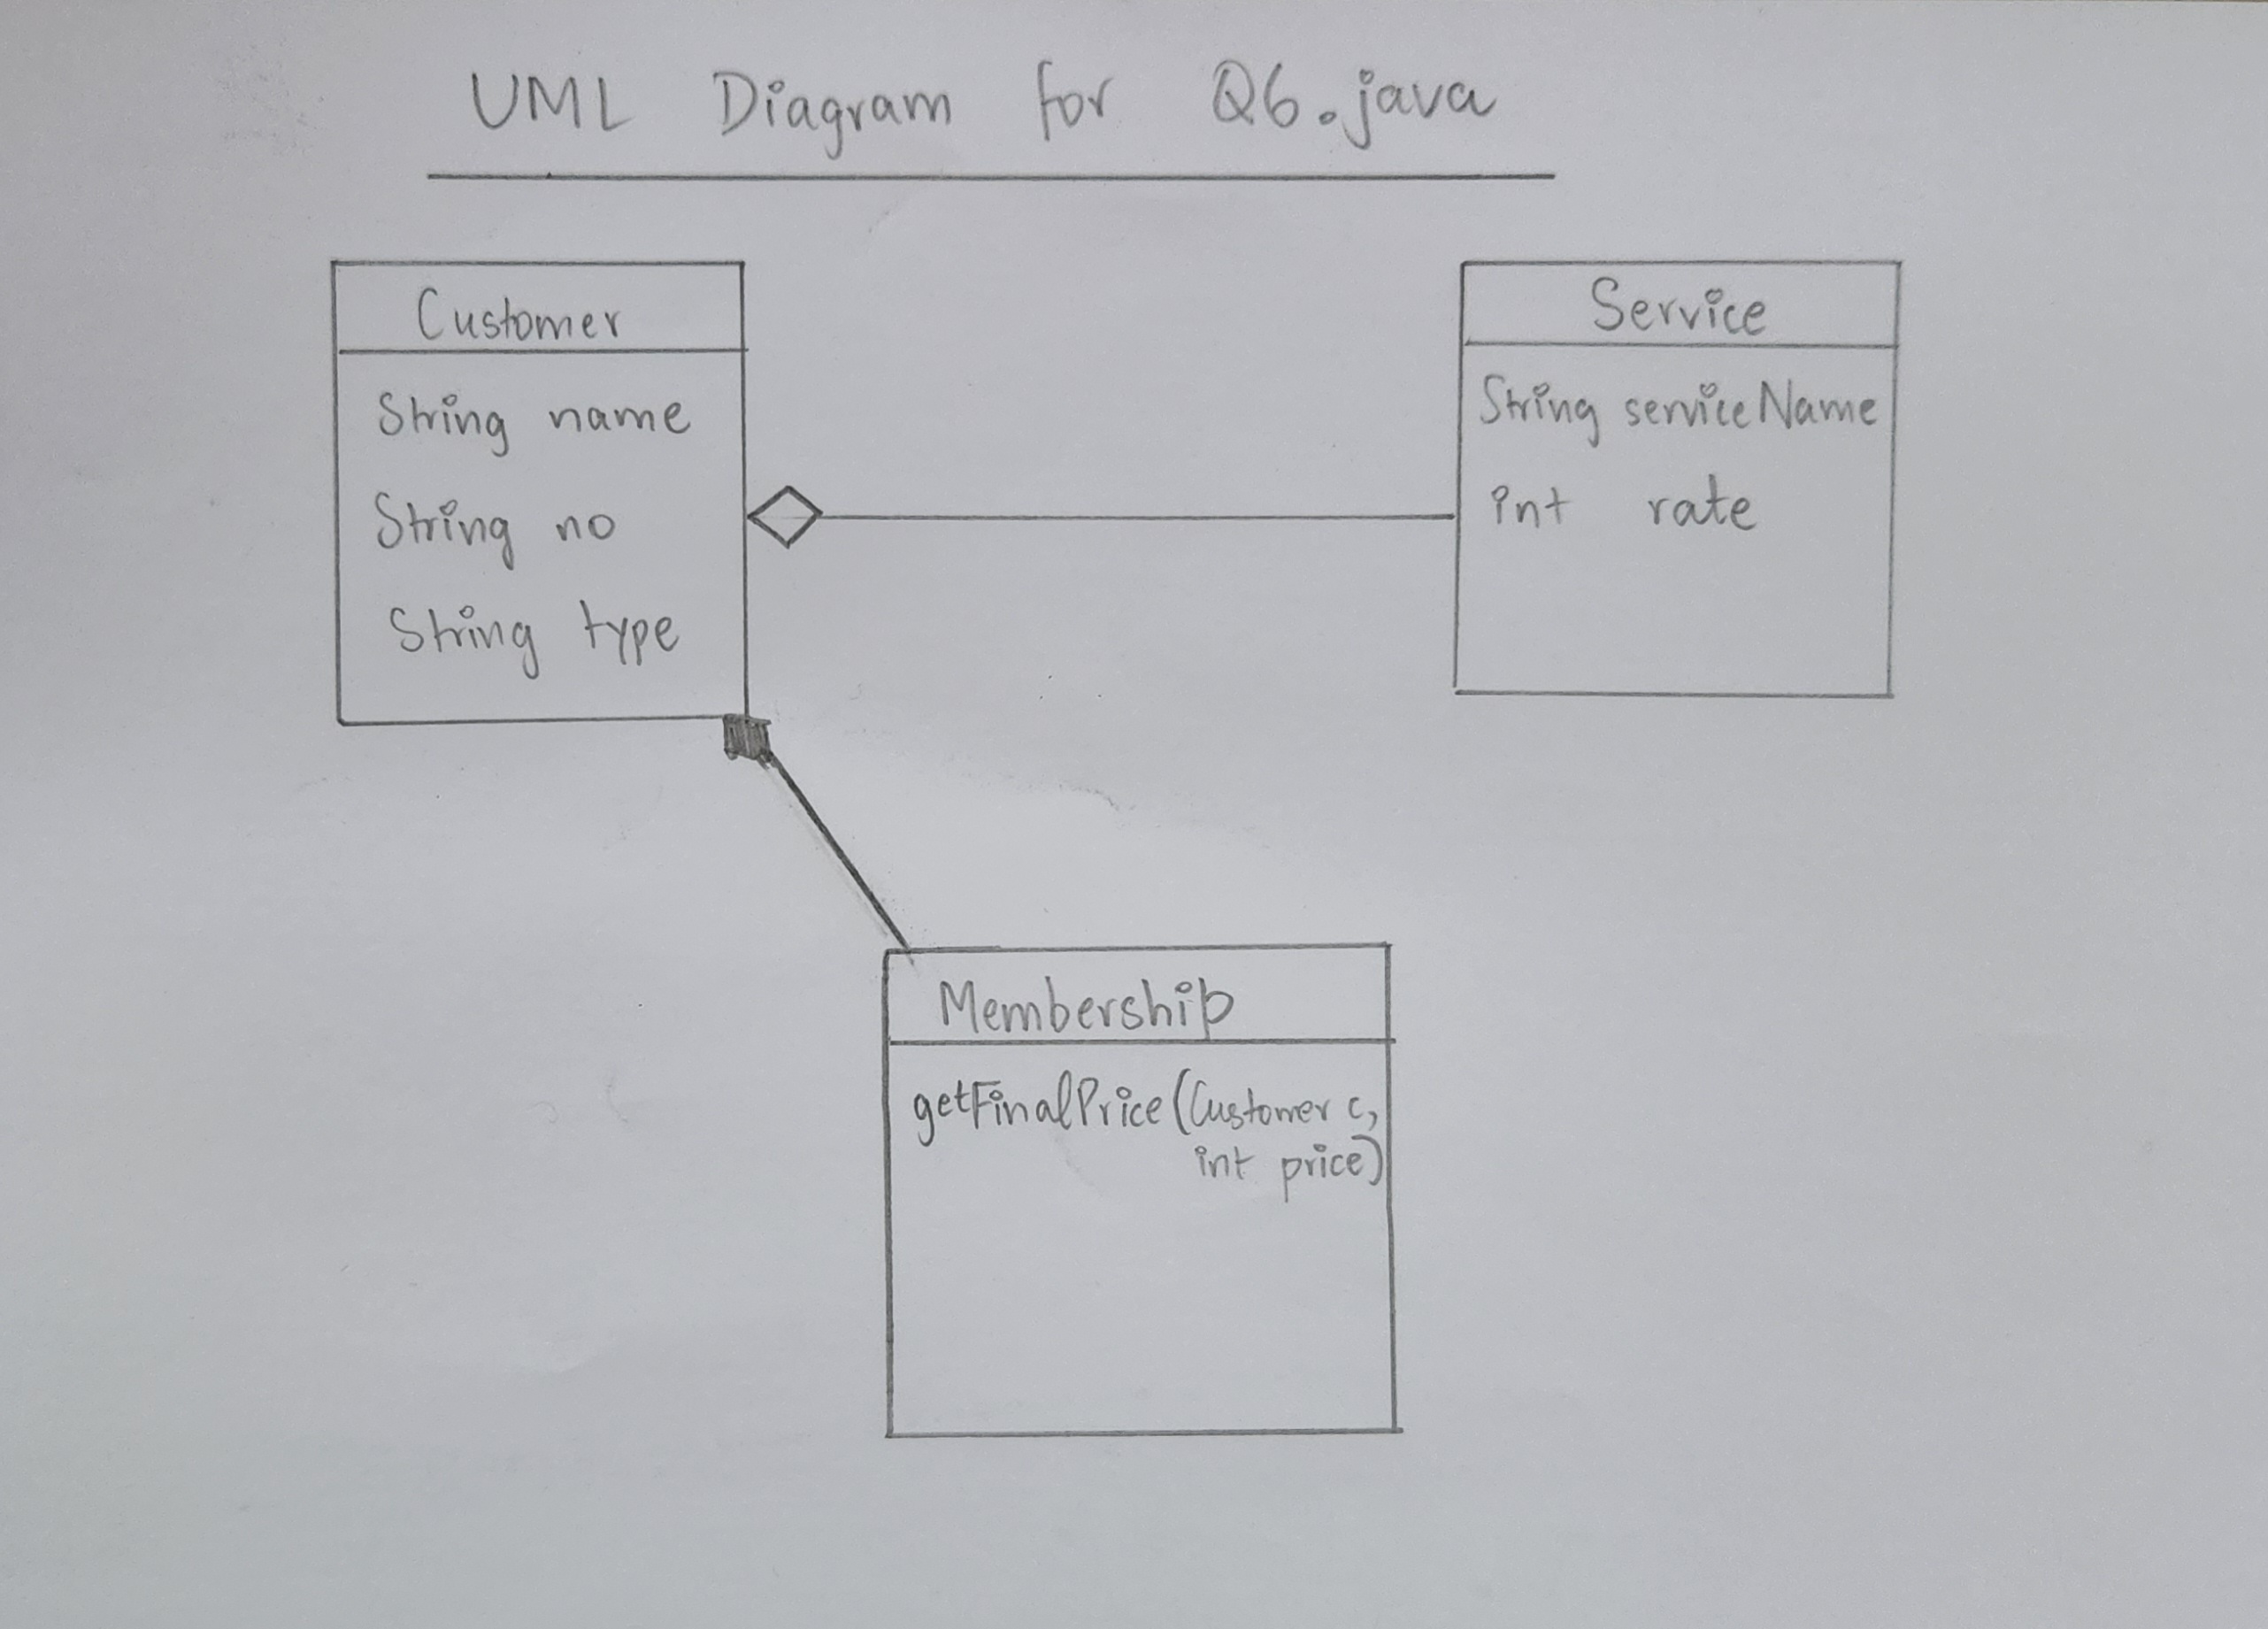 UML Diagram for Q6.java
Customer
String name
String no
String type
Service
String serviceName
int rate
Membership
getFinalPrice(Customer c,
int price)